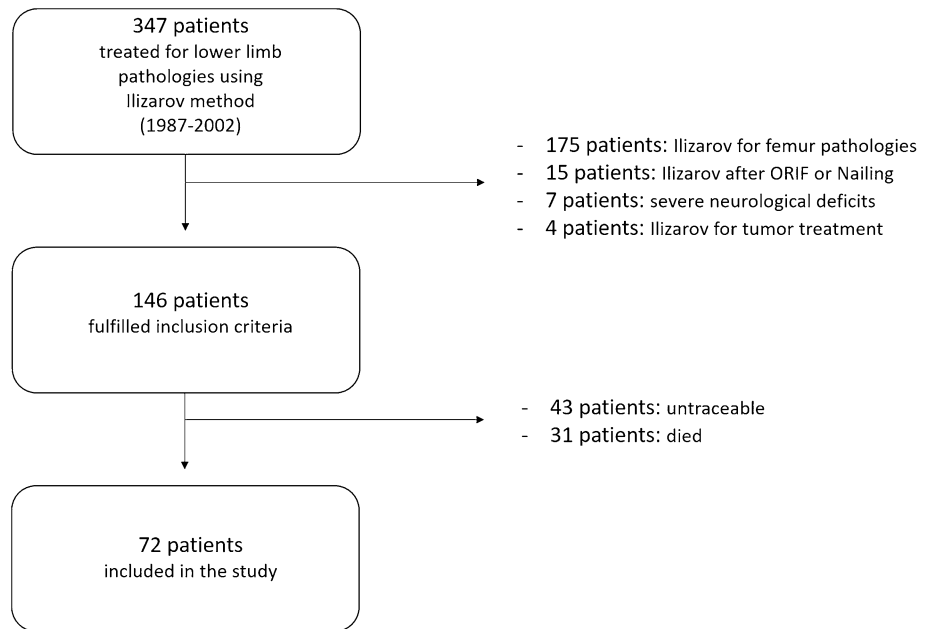 347 patients
treated for lower limb
pathologies using
Ilizarov method
(1987-2002)
- 175 patients: Ilizarov for femur pathologies
- 15 patients: Ilizarov after ORIF or Nailing
- 7 patients: severe neurological deficits
- 4 patients: Ilizarov for tumor treatment
146 patients
fulfilled inclusion criteria
- 43 patients: untraceable
- 31 patients: died
72 patients
included in the study